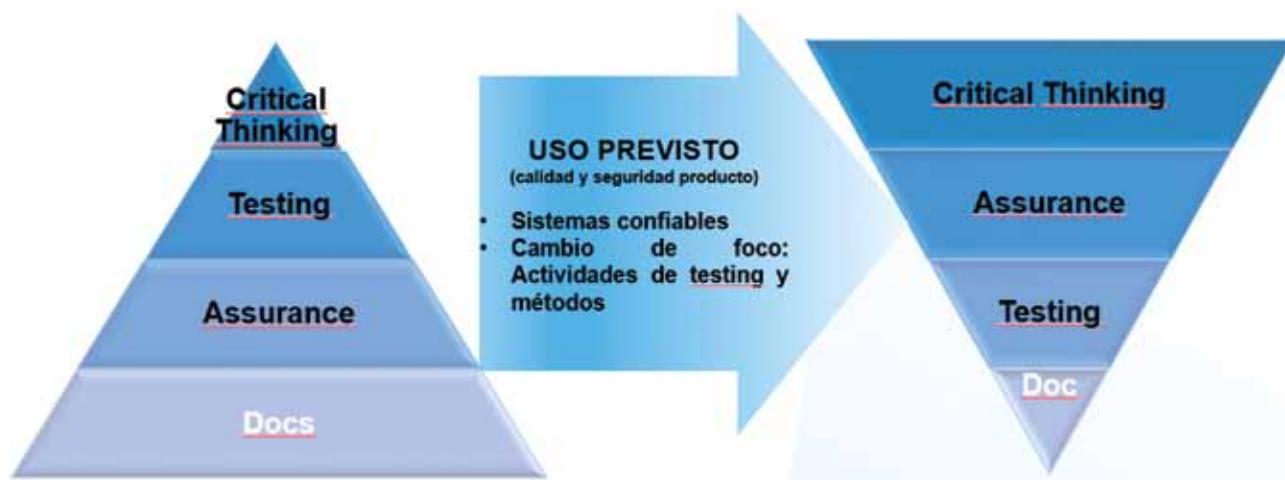 Critical
Thinking
Testing
Assurance
Docs
USO PREVISTO
(calidad y seguridad producto)
• Sistemas confiables
• Cambio de foco:
Actividades de testing y
métodos
Critical Thinking
Assurance
Testing
Doc